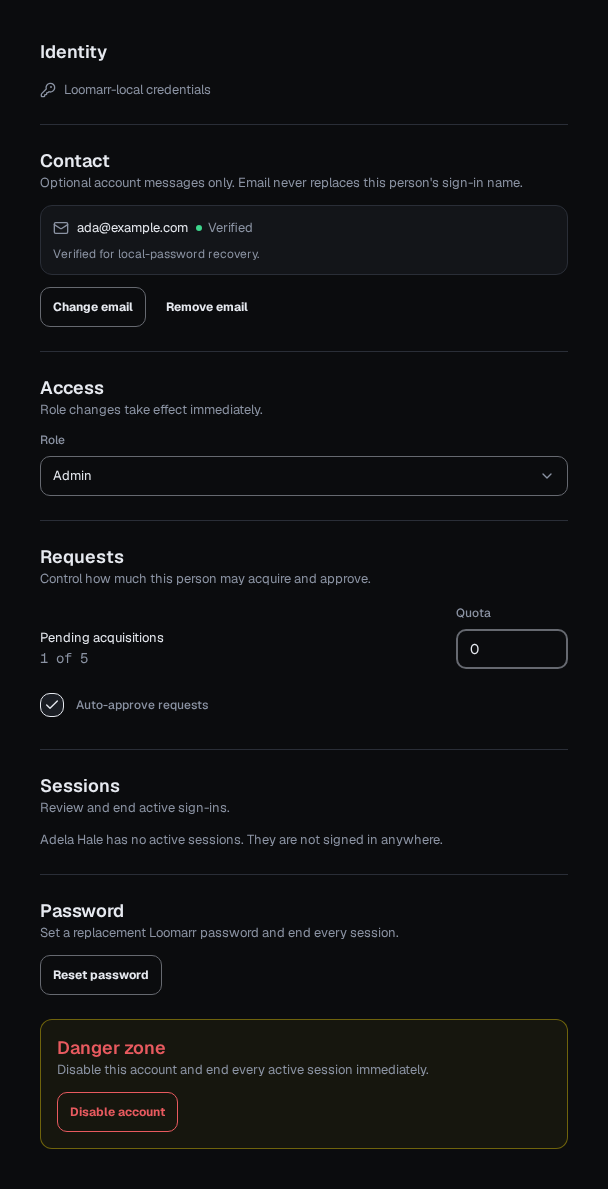 Identity
Loomarr-local credentials
Contact
Optional account messages only. Email never replaces this person's sign-in name.
ada@example.com Verified
Verified for local-password recovery.
Change email Remove email
Access
Role changes take effect immediately.
Role
Admin
Requests
Control how much this person may acquire and approve.
Quota
Pending acquisitions
1 of 5
0
Auto-approve requests
Sessions
Review and end active sign-ins.
Adela Hale has no active sessions. They are not signed in anywhere.
Password
Set a replacement Loomarr password and end every session.
Reset password
Danger zone
Disable this account and end every active session immediately.
Disable account